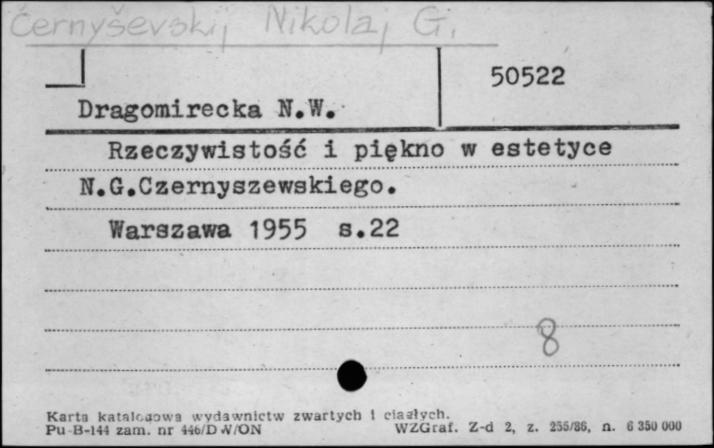 Černyševskij Nikolaj G.
50522
Dragomirecka N.W.
Rzeczywistość i piękno w estetyce
N.G.Czernyszewskiego.
Warszawa 1955 s.22
8
Karta katalogowa wydawnictw zwartych i ciągłych.
Pu-B-144 zam. nr 446/DW/ON WZGraf. Z-d 2, z. 255/86, n. 6 350 000